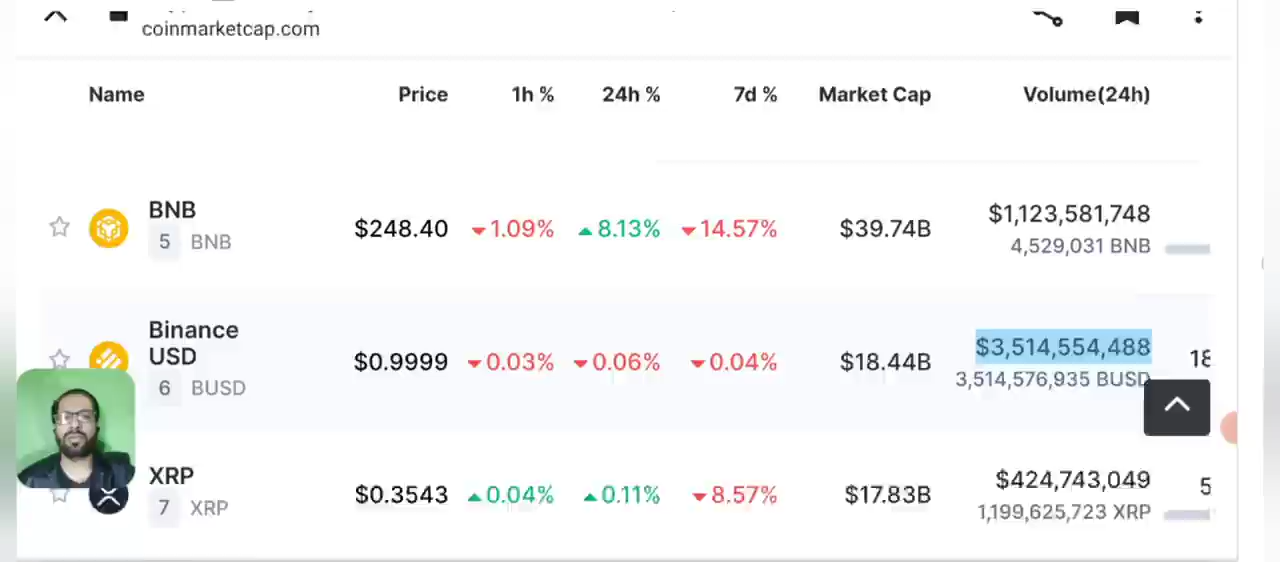 coinmarketcap.com
Name Price 1h % 24h % 7d % Market Cap Volume(24h)
BNB
5 BNB
$248.40 1.09% 8.13% 14.57% $39.74B
$1,123,581,748
4,529,031 BNB
Binance
USD
6 BUSD
$0.9999 0.03% 0.06% 0.04% $18.44B
$3,514,554,488
3,514,576,935 BUSD
18
XRP
7 XRP
$0.3543 0.04% 0.11% 8.57% $17.83B
$424,743,049
1,199,625,723 XRP
5